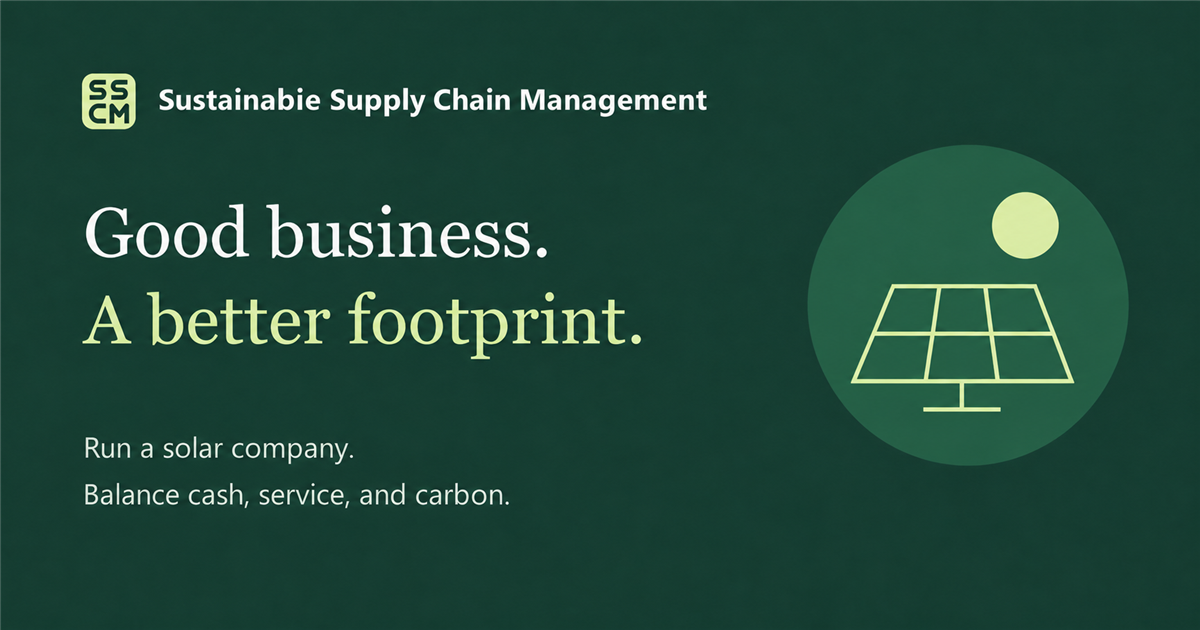 SS
CM
Sustainabie Supply Chain Management
Good business.
A better footprint.
Run a solar company.
Balance cash, service, and carbon.